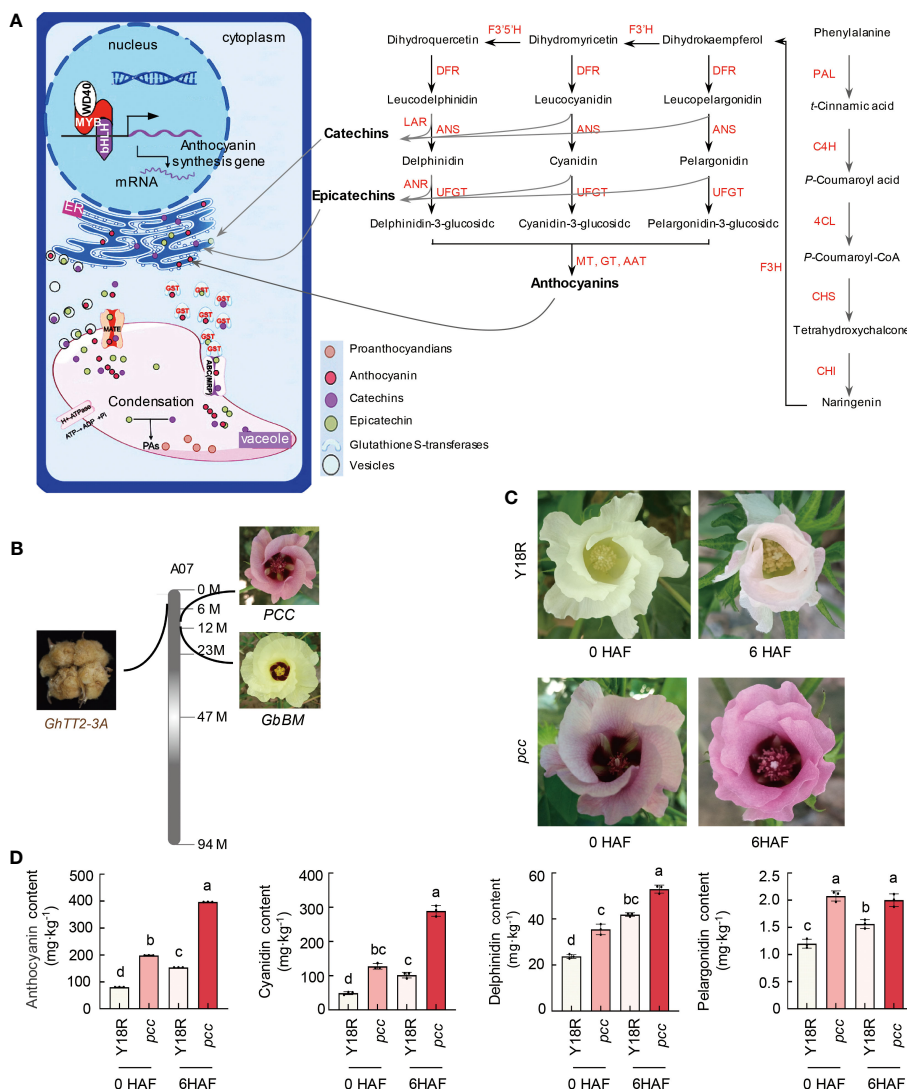 A
nucleus
cytoplasm
WD40
MYB
bHLH
Anthocyanin
synthesis gene
mRNA
ER
GST
GST
GST
GST
GST
GST
GST
MATE
ABC(MRP)
H+-ATPase
ATP→ADP +Pi
Condensation
PAs
vaceole
Proanthocyandians
Anthocyanin
Catechins
Epicatechin
Glutathione S-transferases
Vesicles
Dihydroquercetin
F3'5'H
Dihydromyricetin
F3'H
Dihydrokaempferol
DFR
DFR
DFR
Leucodelphinidin
Leucocyanidin
Leucopelargonidin
Catechins
LAR
ANS
ANS
ANS
Delphinidin
Cyanidin
Pelargonidin
Epicatechins
ANR
UFGT
UFGT
UFGT
Delphinidin-3-glucosidc
Cyanidin-3-glucosidc
Pelargonidin-3-glucosidc
MT, GT, AAT
Anthocyanins
F3H
Phenylalanine
PAL
t-Cinnamic acid
C4H
P-Coumaroyl acid
4CL
P-Coumaroyl-CoA
CHS
Tetrahydroxychalcone
CHI
Naringenin
B
A07
0 M
6 M
12 M
23M
47 M
94 M
GhTT2-3A
PCC
GbBM
C
Y18R
0 HAF
6 HAF
pcc
0 HAF
6HAF
D
Anthocyanin content
(mg·kg-1)
500
400
300
200
100
0
d
b
c
a
Y18R
pcc
Y18R
pcc
0 HAF
6HAF
Cyanidin content
(mg·kg-1)
400
300
200
100
0
d
bc
c
a
Y18R
pcc
Y18R
pcc
0 HAF
6HAF
Delphinidin content
(mg·kg-1)
60
40
20
0
d
c
bc
a
Y18R
pcc
Y18R
pcc
0 HAF
6HAF
Pelargonidin content
(mg·kg-1)
2.5
2.0
1.5
1.0
0.5
0
c
a
b
a
Y18R
pcc
Y18R
pcc
0 HAF
6HAF